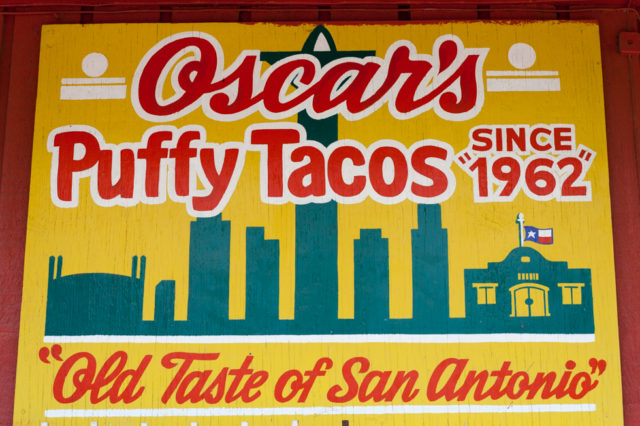 Oscar's
Puffy Tacos
SINCE
"1962"
"Old Taste of San Antonio"